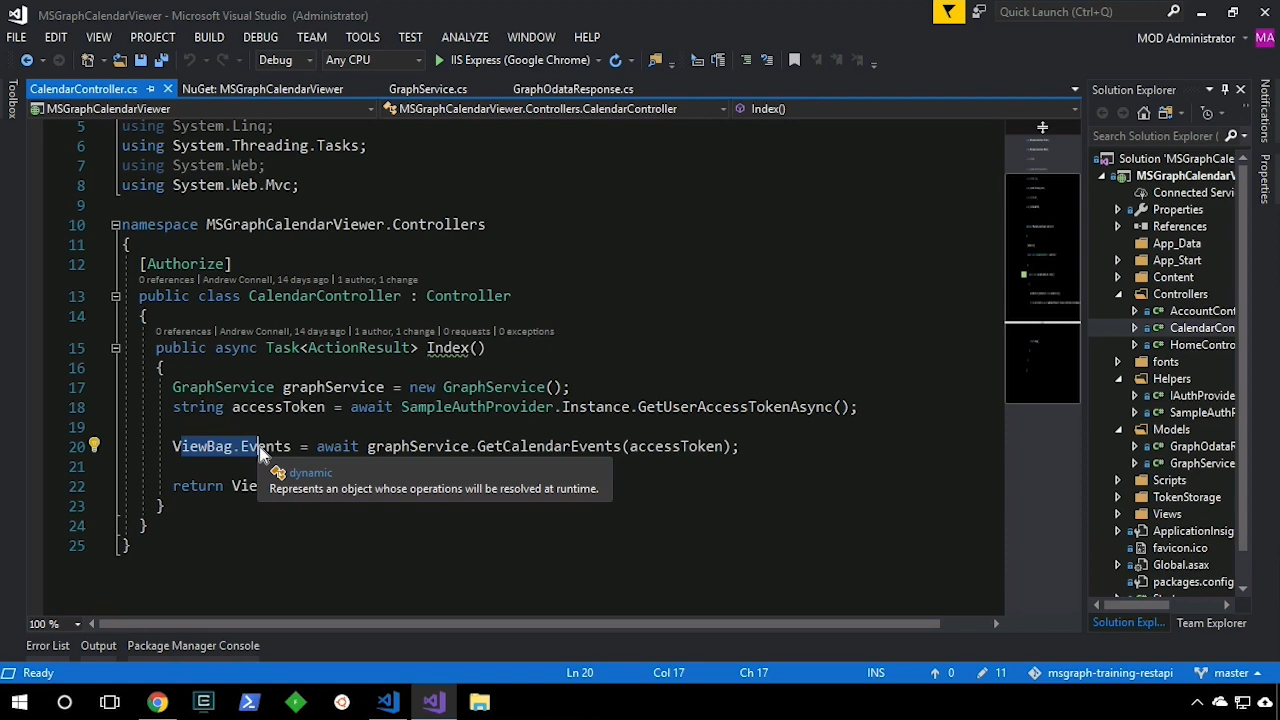 MSGraphCalendarViewer - Microsoft Visual Studio (Administrator)
Quick Launch (Ctrl+Q)
FILE EDIT VIEW PROJECT BUILD DEBUG TEAM TOOLS TEST ANALYZE WINDOW HELP
MOD Administrator MA
Debug Any CPU IIS Express (Google Chrome)
Toolbox
CalendarController.cs NuGet: MSGraphCalendarViewer GraphService.cs GraphOdataResponse.cs
MSGraphCalendarViewer MSGraphCalendarViewer.Controllers.CalendarController Index()
5 using System.Linq;
6 using System.Threading.Tasks;
7 using System.Web;
8 using System.Web.Mvc;
9
10 namespace MSGraphCalendarViewer.Controllers
11 {
12 [Authorize]
0 references | Andrew Connell, 14 days ago | 1 author, 1 change
13 public class CalendarController : Controller
14 {
0 references | Andrew Connell, 14 days ago | 1 author, 1 change | 0 requests | 0 exceptions
15 public async Task<ActionResult> Index()
16 {
17 GraphService graphService = new GraphService();
18 string accessToken = await SampleAuthProvider.Instance.GetUserAccessTokenAsync();
19
20 ViewBag.Events = await graphService.GetCalendarEvents(accessToken);
21
dynamic
Represents an object whose operations will be resolved at runtime.
22 return Vie
23 }
24 }
25 }
100 %
Solution Explorer
Search Solution Explorer
Solution 'MSGraphCale
MSGraphCalendarV
Connected Servi
Properties
References
App_Data
App_Start
Content
Controllers
AccountCont
CalendarCon
HomeContro
fonts
Helpers
IAuthProvide
SampleAuthP
Models
GraphOdataR
GraphService
Scripts
TokenStorage
Views
ApplicationInsig
favicon.ico
Global.asax
packages.config
Solution Expl... Team Explorer
Notifications
Properties
Error List Output Package Manager Console
Ready Ln 20 Col 17 Ch 17 INS 0 11 msgraph-training-restapi master